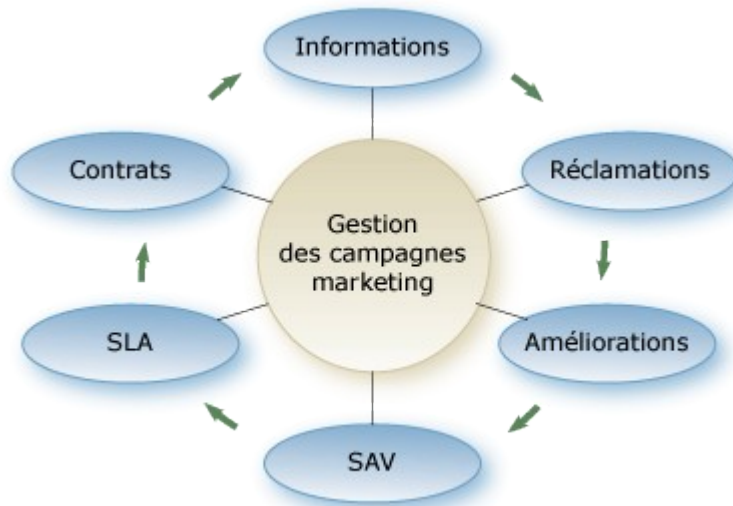 Informations
Contrats
Réclamations
Gestion
des campagnes
marketing
SLA
Améliorations
SAV